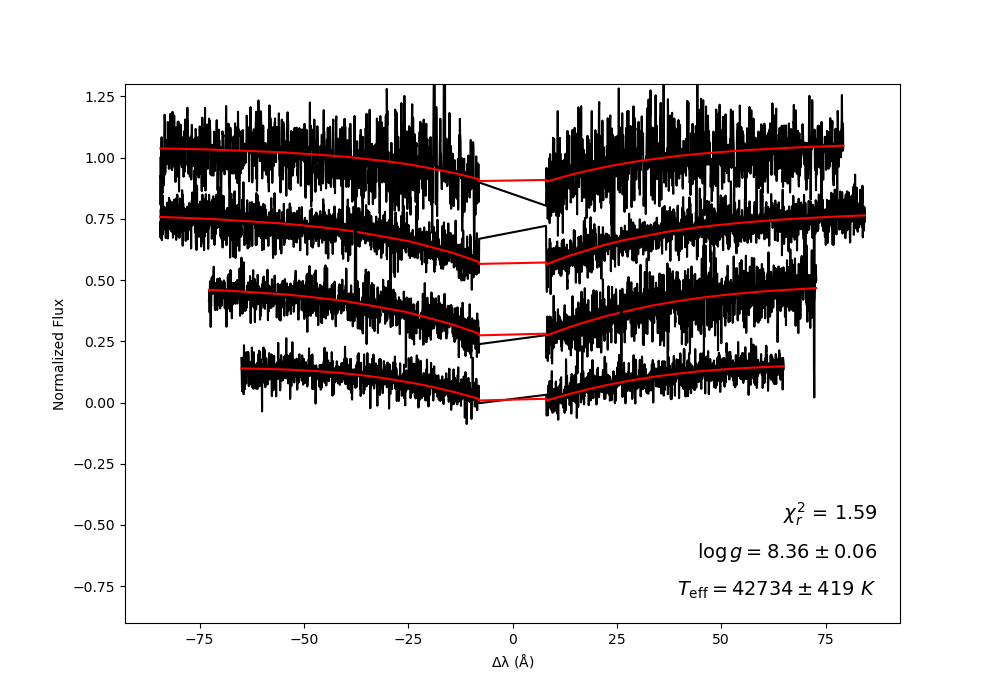 1.25
1.00
0.75
0.50
0.25
0.00
−0.25
−0.50
−0.75
Normalized Flux
χ²ᵣ = 1.59
log g = 8.36 ± 0.06
T_eff = 42734 ± 419 K
−75 −50 −25 0 25 50 75
Δλ (Å)